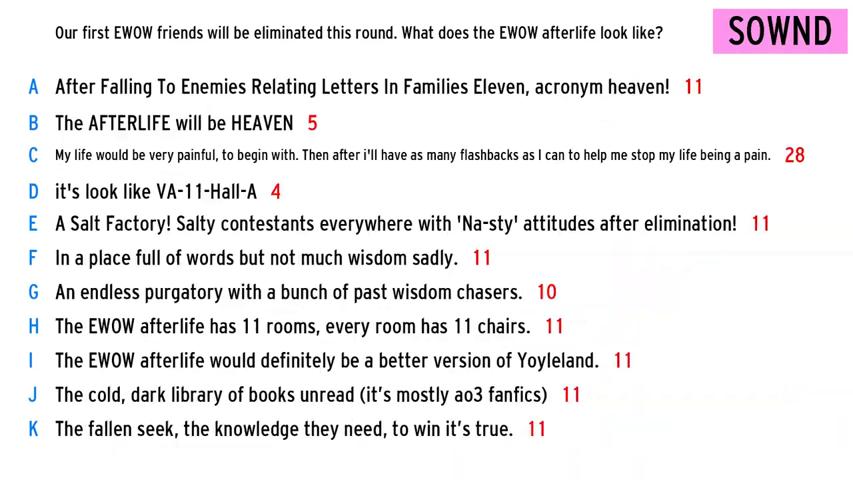 Our first EWOW friends will be eliminated this round. What does the EWOW afterlife look like?
SOWND
A After Falling To Enemies Relating Letters In Families Eleven, acronym heaven! 11
B The AFTERLIFE will be HEAVEN 5
C My life would be very painful, to begin with. Then after i'll have as many flashbacks as I can to help me stop my life being a pain. 28
D it's look like VA-11-Hall-A 4
E A Salt Factory! Salty contestants everywhere with 'Na-sty' attitudes after elimination! 11
F In a place full of words but not much wisdom sadly. 11
G An endless purgatory with a bunch of past wisdom chasers. 10
H The EWOW afterlife has 11 rooms, every room has 11 chairs. 11
I The EWOW afterlife would definitely be a better version of Yoyleland. 11
J The cold, dark library of books unread (it's mostly ao3 fanfics) 11
K The fallen seek, the knowledge they need, to win it's true. 11